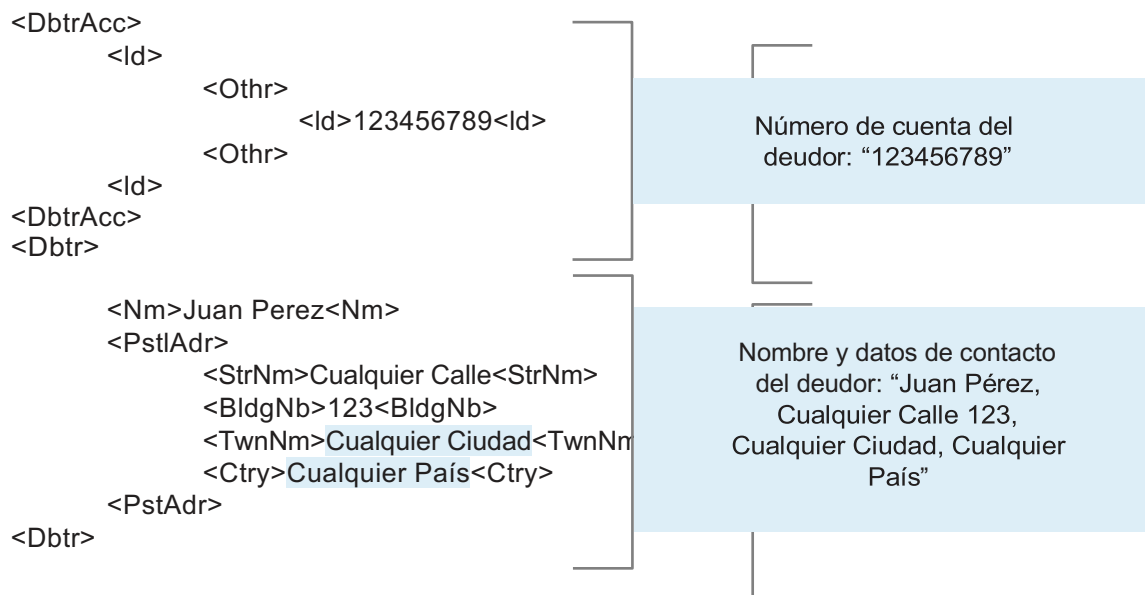 <DbtrAcc>
<Id>
<Othr>
<Id>123456789<Id>
<Othr>
<Id>
<DbtrAcc>
<Dbtr>
<Nm>Juan Perez<Nm>
<PstlAdr>
<StrNm>Cualquier Calle<StrNm>
<BldgNb>123<BldgNb>
<TwnNm>Cualquier Ciudad<TwnNm
<Ctry>Cualquier País<Ctry>
<PstAdr>
<Dbtr>
Número de cuenta del
deudor: “123456789”
Nombre y datos de contacto
del deudor: “Juan Pérez,
Cualquier Calle 123,
Cualquier Ciudad, Cualquier
País”